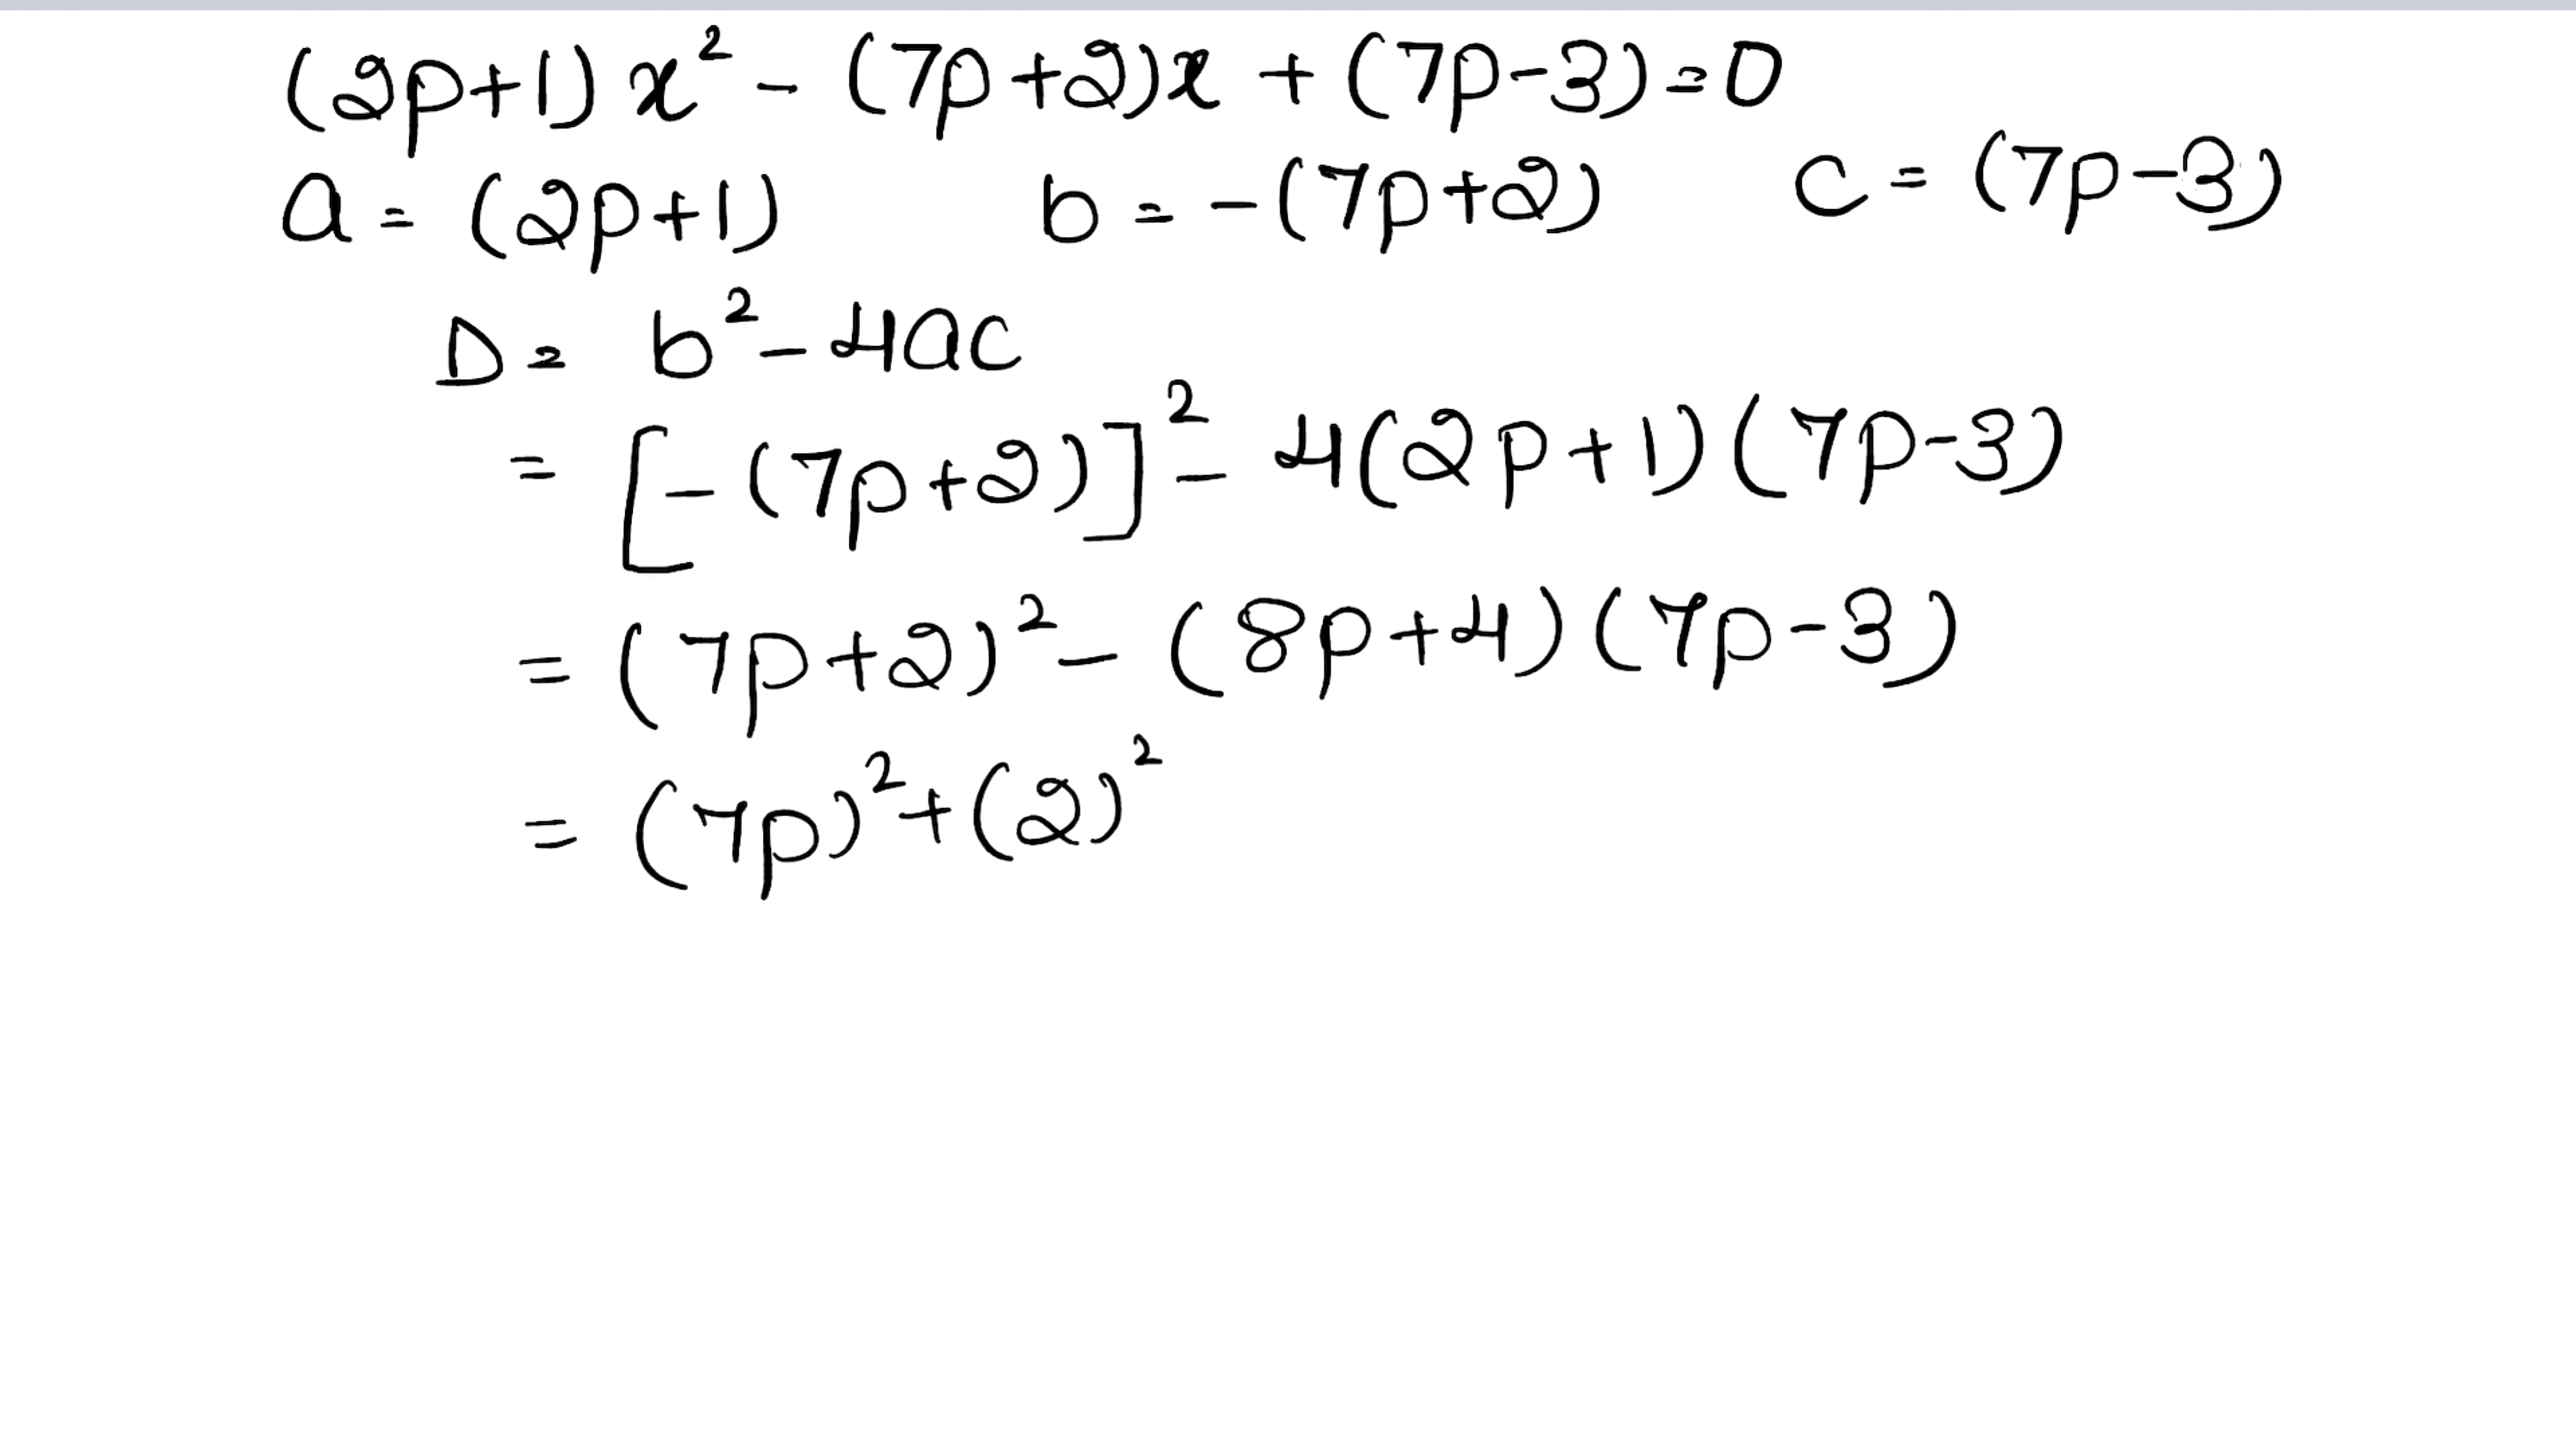 (2p+1)x² - (7p+2)x + (7p-3)=0
a = (2p+1) b = -(7p+2) c = (7p-3)
D = b² - 4ac
= [-(7p+2)]² - 4(2p+1)(7p-3)
= (7p+2)² - (8p+4)(7p-3)
= (7p)² + (2)²